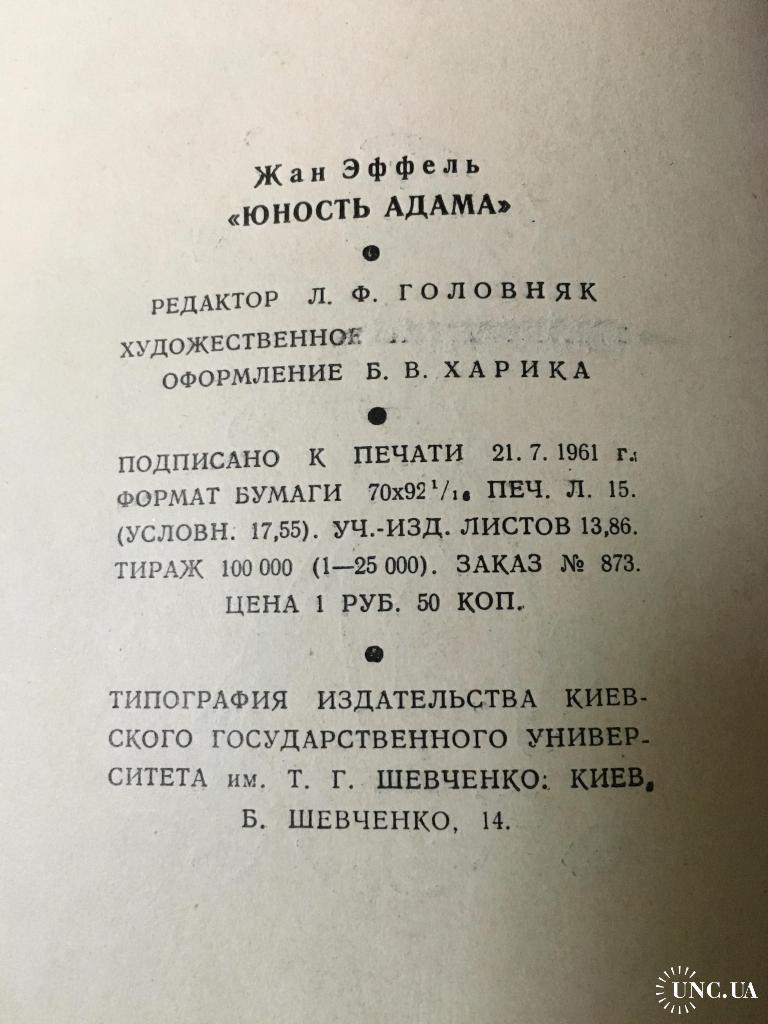 Жан Эффель
«ЮНОСТЬ АДАМА»
РЕДАКТОР Л. Ф. ГОЛОВНЯК
ХУДОЖЕСТВЕННОЕ
ОФОРМЛЕНИЕ Б. В. ХАРИКА
ПОДПИСАНО К ПЕЧАТИ 21. 7. 1961 г.
ФОРМАТ БУМАГИ 70х92 1/16 ПЕЧ. Л. 15.
(УСЛОВН. 17,55). УЧ.-ИЗД. ЛИСТОВ 13,86.
ТИРАЖ 100 000 (1—25 000). ЗАКАЗ № 873.
ЦЕНА 1 РУБ. 50 КОП.
ТИПОГРАФИЯ ИЗДАТЕЛЬСТВА КИЕВ-
СКОГО ГОСУДАРСТВЕННОГО УНИВЕР-
СИТЕТА им. Т. Г. ШЕВЧЕНКО: КИЕВ,
Б. ШЕВЧЕНКО, 14.
UNC.UA